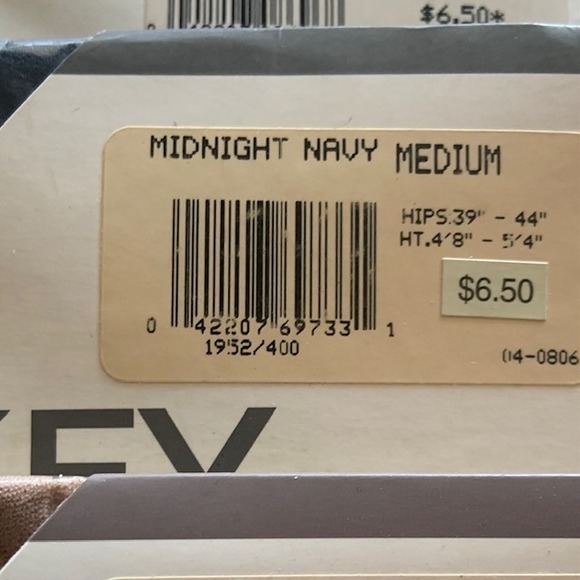 $6.50*
MIDNIGHT NAVY MEDIUM
HIPS.39" - 44"
HT.4'8" - 5'4"
$6.50
0 42207 69733 1
1952/400
04-0806
KEY